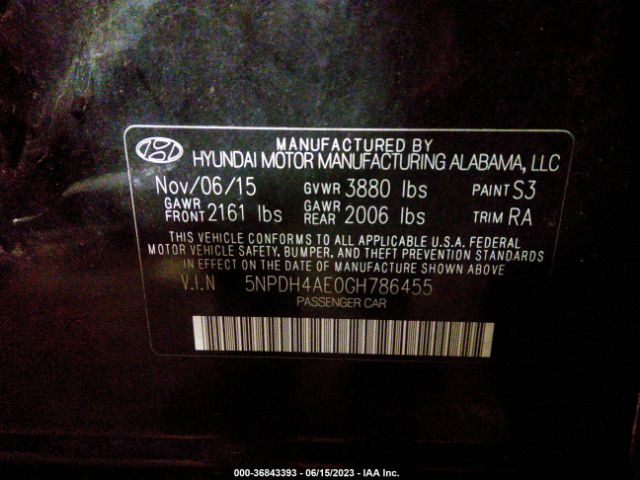 MANUFACTURED BY
HYUNDAI MOTOR MANUFACTURING ALABAMA, LLC
Nov/06/15 GVWR 3880 lbs PAINT S3
GAWR FRONT 2161 lbs GAWR REAR 2006 lbs TRIM RA
THIS VEHICLE CONFORMS TO ALL APPLICABLE U.S.A. FEDERAL
MOTOR VEHICLE SAFETY, BUMPER, AND THEFT PREVENTION STANDARDS
IN EFFECT ON THE DATE OF MANUFACTURE SHOWN ABOVE
V.I.N 5NPDH4AE0GH786455
PASSENGER CAR
000-36843393 - 06/15/2023 - IAA Inc.